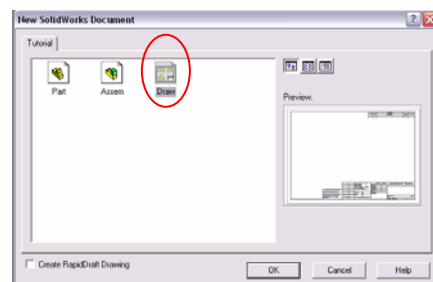 New SolidWorks Document
Tutorial
Part Assem Draw
Preview:
Create RapidDraft Drawing
OK Cancel Help